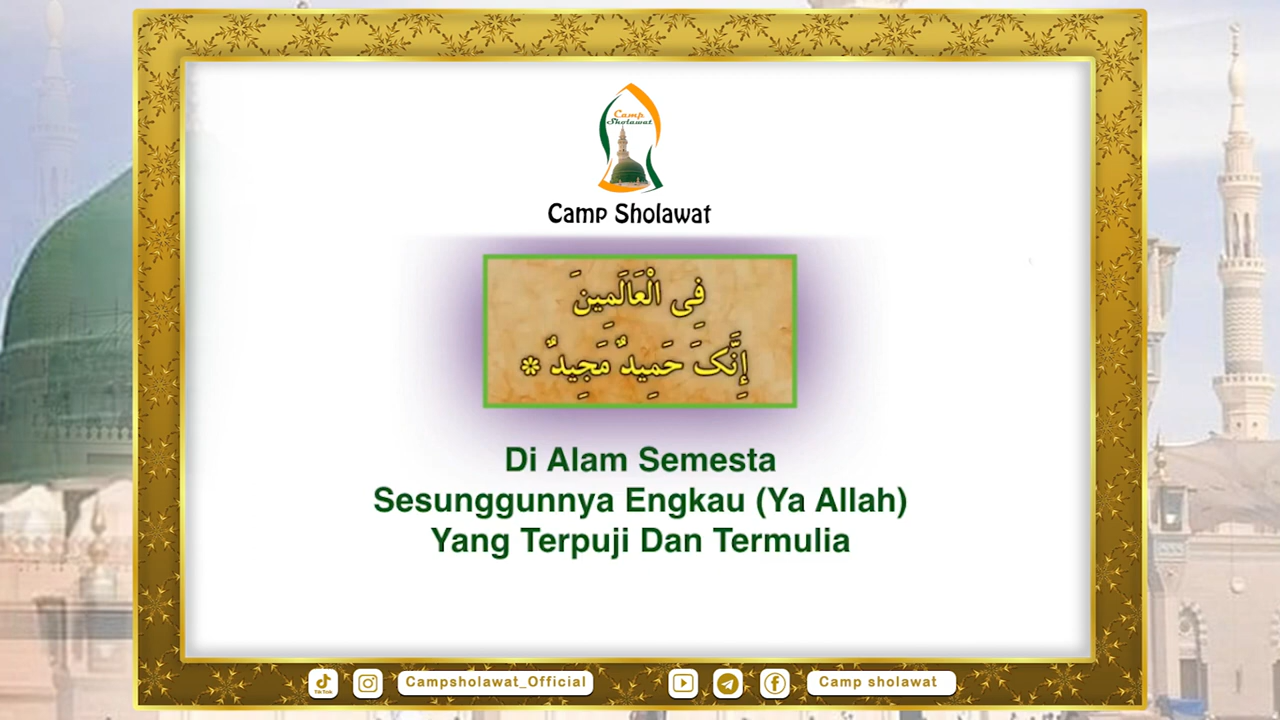 Camp
Sholawat
Camp Sholawat
فِى الْعَالَمِينَ
إِنَّكَ حَمِيدٌ مَجِيدٌ *
Di Alam Semesta
Sesunggunnya Engkau (Ya Allah)
Yang Terpuji Dan Termulia
TikTok
Campsholawat_Official
Camp sholawat